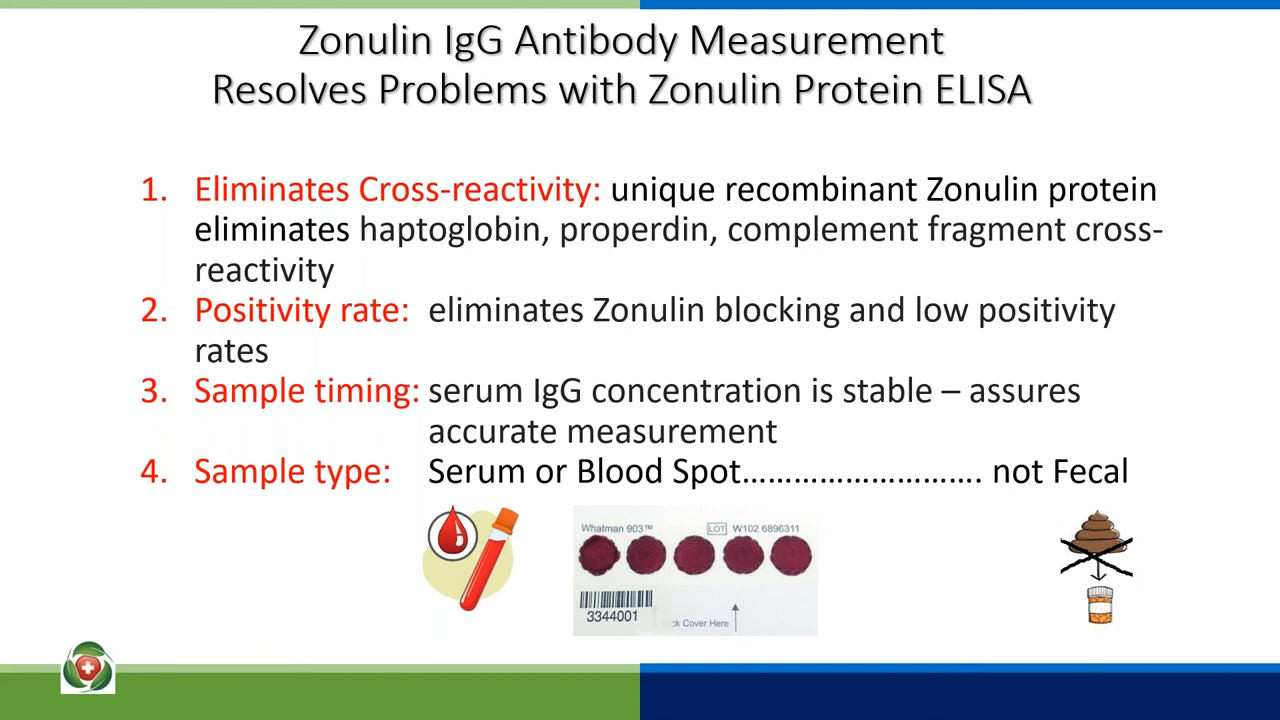 Zonulin IgG Antibody Measurement
Resolves Problems with Zonulin Protein ELISA
1. Eliminates Cross-reactivity: unique recombinant Zonulin protein
eliminates haptoglobin, properdin, complement fragment cross-
reactivity
2. Positivity rate: eliminates Zonulin blocking and low positivity
rates
3. Sample timing: serum IgG concentration is stable – assures
accurate measurement
4. Sample type: Serum or Blood Spot………………………. not Fecal
Whatman 903™ LOT W102 6896311
3344001
ck Cover Here